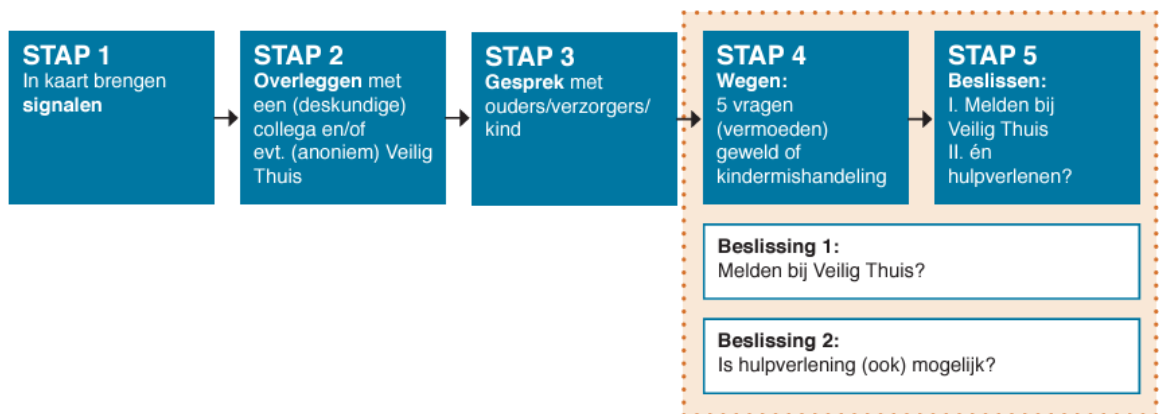 STAP 1
In kaart brengen
signalen
STAP 2
Overleggen met
een (deskundige)
collega en/of
evt. (anoniem) Veilig
Thuis
STAP 3
Gesprek met
ouders/verzorgers/
kind
STAP 4
Wegen:
5 vragen
(vermoeden)
geweld of
kindermishandeling
STAP 5
Beslissen:
I. Melden bij
Veilig Thuis
II. én
hulpverlenen?
Beslissing 1:
Melden bij Veilig Thuis?
Beslissing 2:
Is hulpverlening (ook) mogelijk?